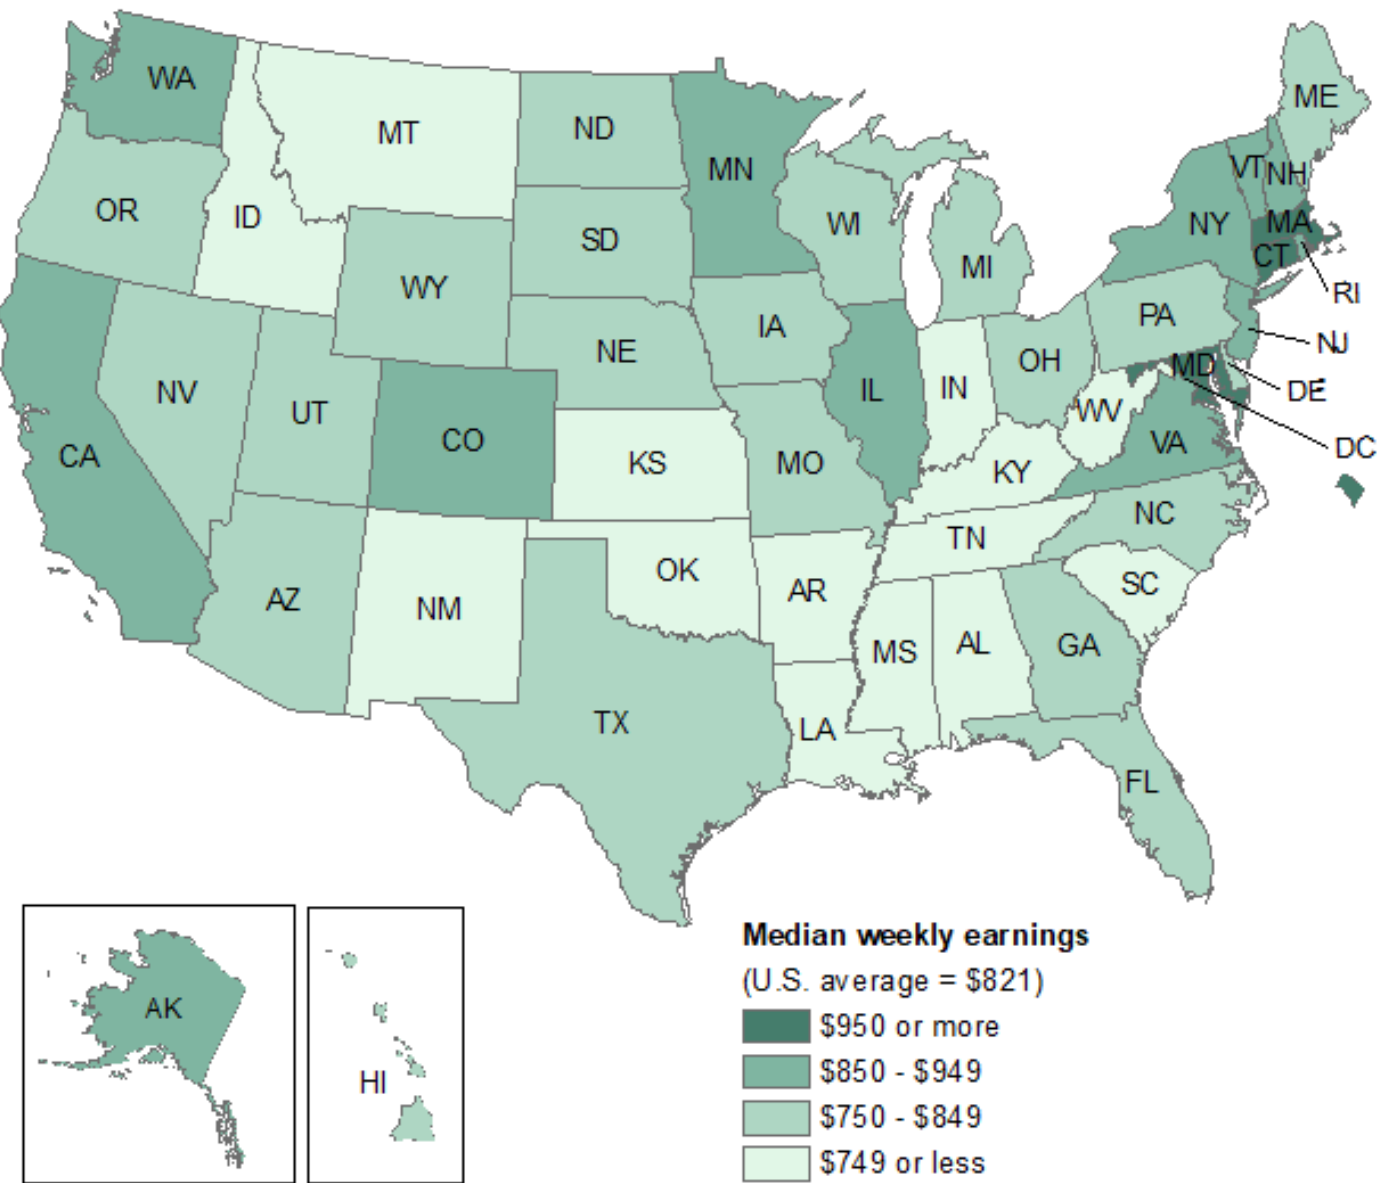 WA
MT
ND
MN
ME
VT
NH
OR
ID
SD
WI
MI
NY
MA
CT
RI
WY
IA
PA
NJ
NE
NV
UT
CO
IL
IN
OH
MD
DE
WV
VA
DC
CA
KS
MO
KY
NC
TN
AZ
NM
OK
AR
SC
MS
AL
GA
TX
LA
FL
AK
HI
Median weekly earnings
(U.S. average = $821)
$950 or more
$850 - $949
$750 - $849
$749 or less